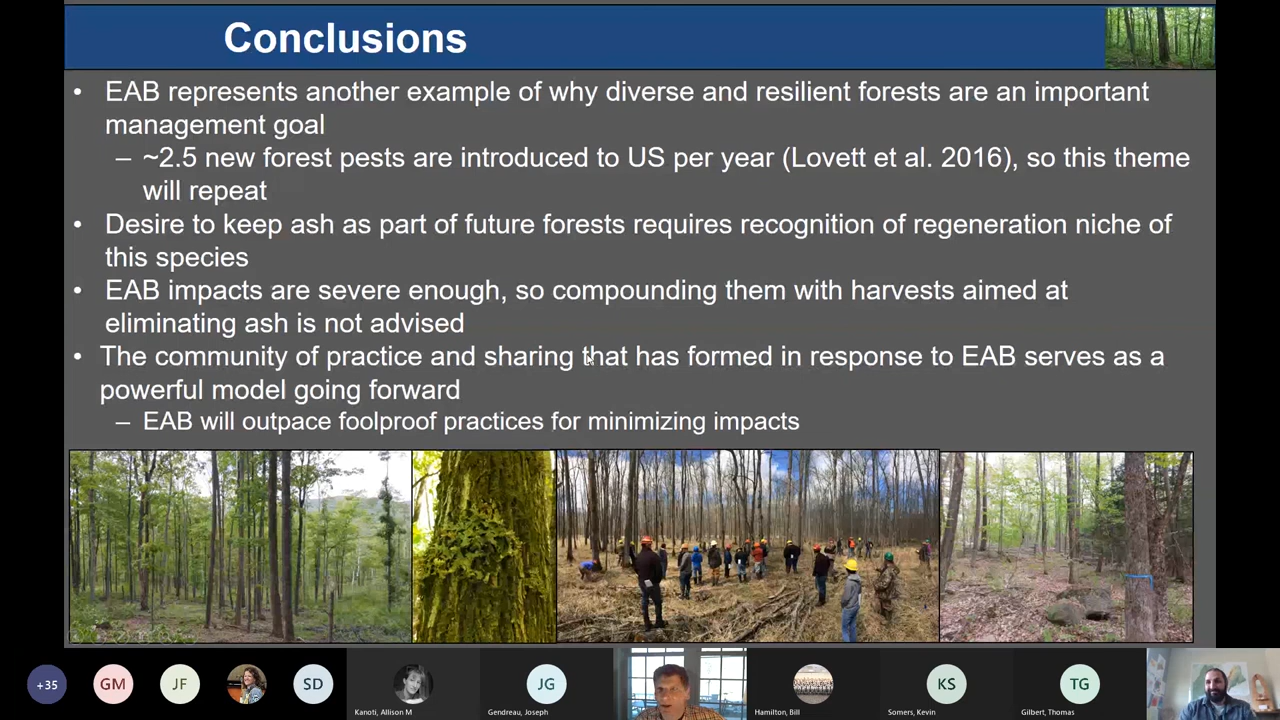 Conclusions
• EAB represents another example of why diverse and resilient forests are an important
management goal
– ~2.5 new forest pests are introduced to US per year (Lovett et al. 2016), so this theme
will repeat
• Desire to keep ash as part of future forests requires recognition of regeneration niche of
this species
• EAB impacts are severe enough, so compounding them with harvests aimed at
eliminating ash is not advised
• The community of practice and sharing that has formed in response to EAB serves as a
powerful model going forward
– EAB will outpace foolproof practices for minimizing impacts
+35
GM
JF
SD
JG
KS
TG
Kanoti, Allison M
Gendreau, Joseph
Hamilton, Bill
Somers, Kevin
Gilbert, Thomas